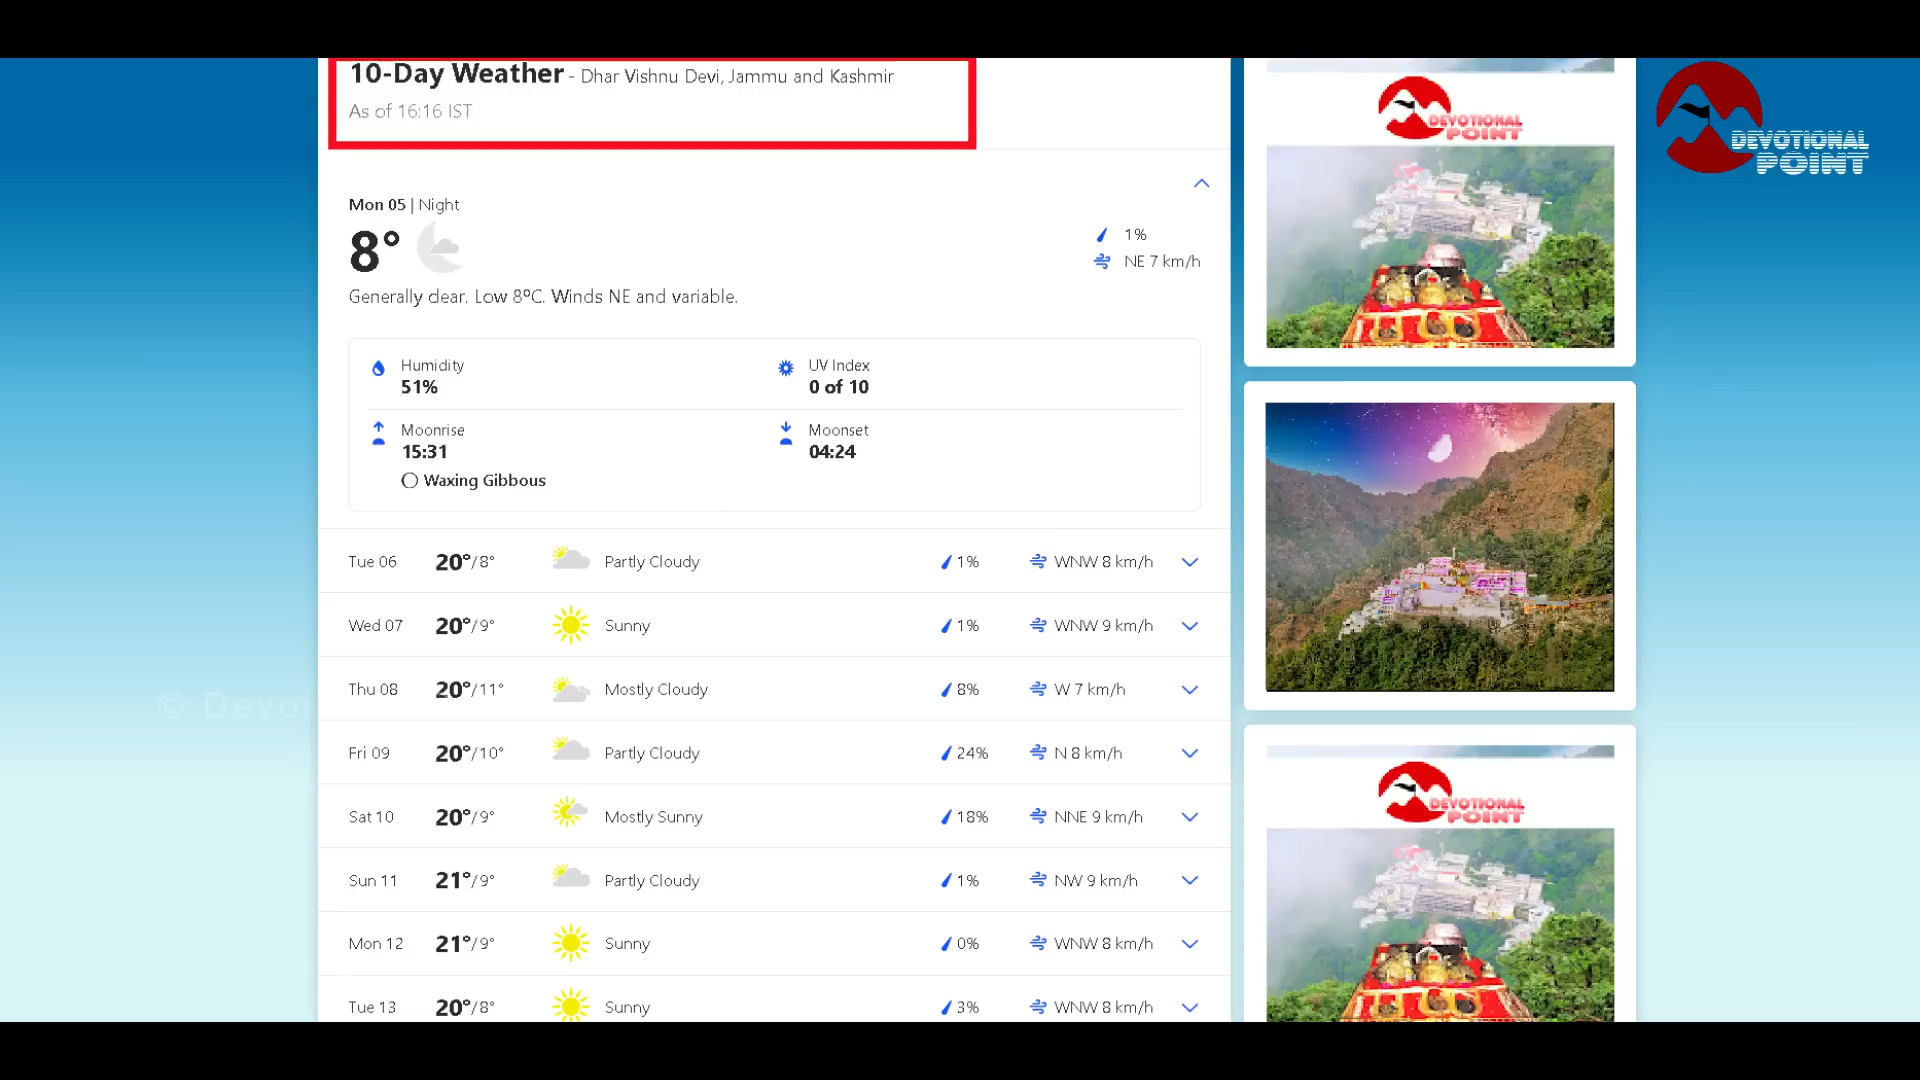 10-Day Weather - Dhar Vishnu Devi, Jammu and Kashmir
As of 16:16 IST
Mon 05 | Night
8°
1%
NE 7 km/h
Generally clear. Low 8ºC. Winds NE and variable.
Humidity
51%
UV Index
0 of 10
Moonrise
15:31
Waxing Gibbous
Moonset
04:24
Tue 06 20°/8° Partly Cloudy 1% WNW 8 km/h
Wed 07 20°/9° Sunny 1% WNW 9 km/h
Thu 08 20°/11° Mostly Cloudy 8% W 7 km/h
Fri 09 20°/10° Partly Cloudy 24% N 8 km/h
Sat 10 20°/9° Mostly Sunny 18% NNE 9 km/h
Sun 11 21°/9° Partly Cloudy 1% NW 9 km/h
Mon 12 21°/9° Sunny 0% WNW 8 km/h
Tue 13 20°/8° Sunny 3% WNW 8 km/h
© Devo
DEVOTIONAL
POINT
DEVOTIONAL
POINT
DEVOTIONAL
POINT